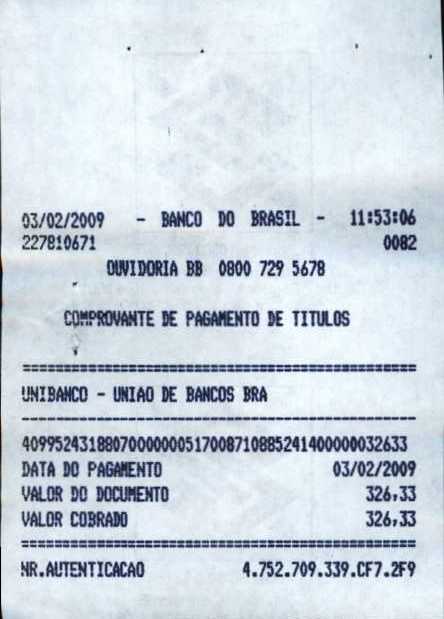 03/02/2009 - BANCO DO BRASIL - 11:53:06
227810671 0082
OUVIDORIA BB 0800 729 5678
COMPROVANTE DE PAGAMENTO DE TITULOS
================================================
UNIBANCO - UNIAO DE BANCOS BRA
------------------------------------------------
40995243188070000000517008710885241400000032633
DATA DO PAGAMENTO 03/02/2009
VALOR DO DOCUMENTO 326,33
VALOR COBRADO 326,33
================================================
NR.AUTENTICACAO 4.752.709.339.CF7.2F9